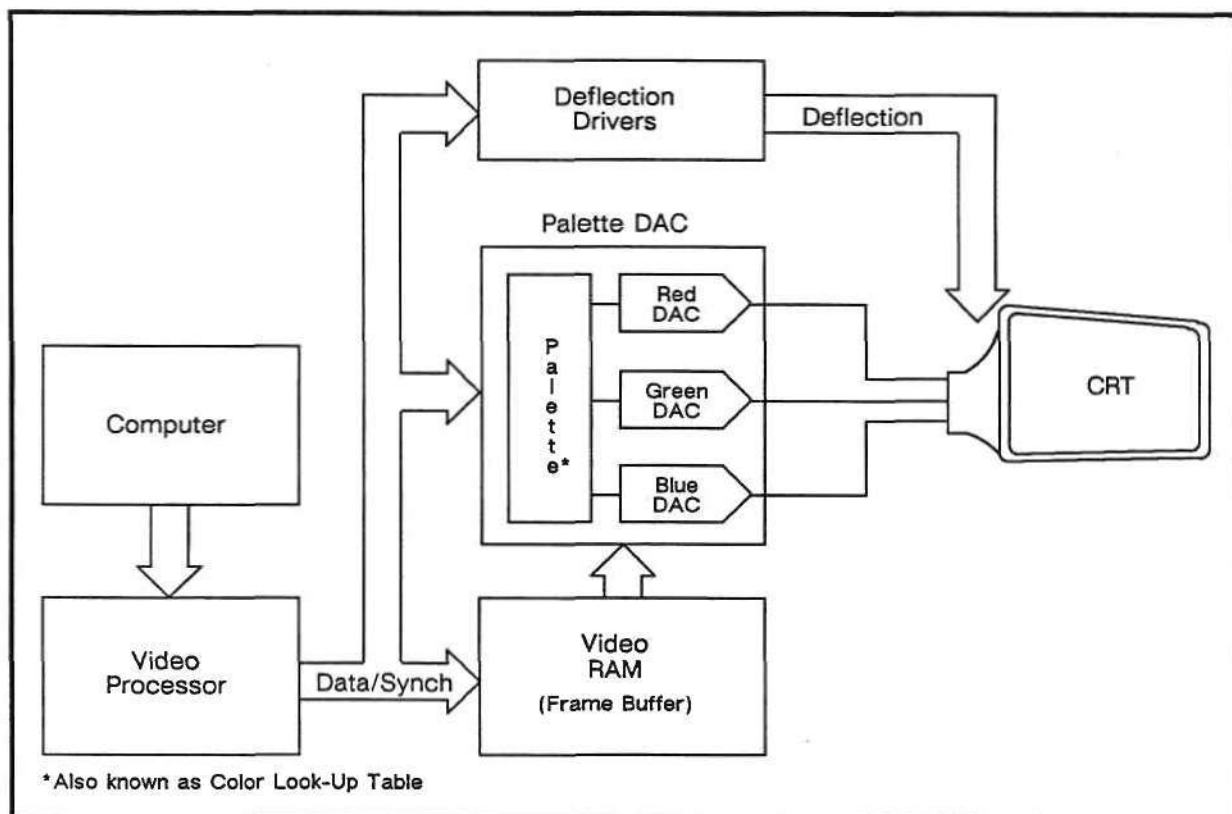 Deflection
Drivers
Deflection
Palette DAC
Palette*
Red
DAC
Green
DAC
Blue
DAC
CRT
Computer
Video
Processor
Data/Synch
Video
RAM
(Frame Buffer)
*Also known as Color Look-Up Table